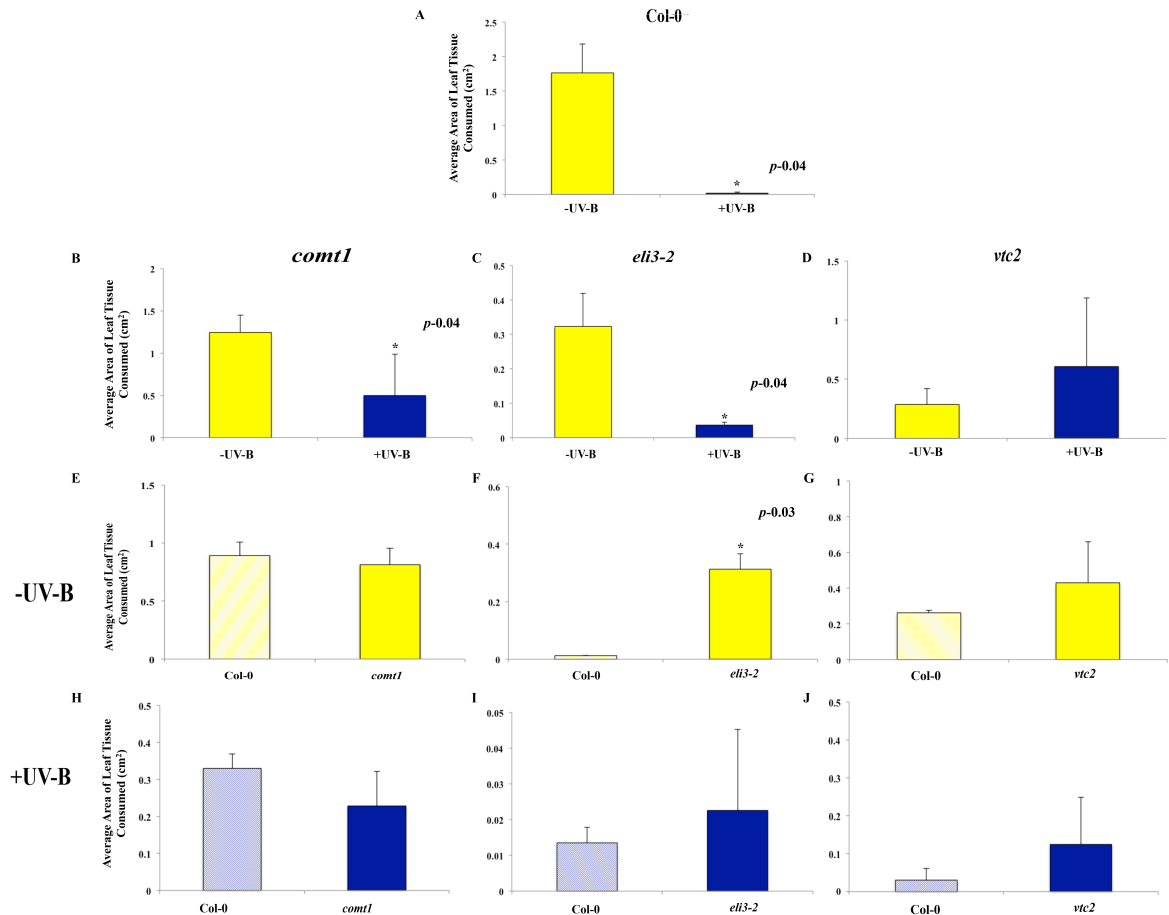 A
Col-0
Average Area of Leaf Tissue
Consumed (cm²)
2.5
2
1.5
1
0.5
0
*
p-0.04
-UV-B
+UV-B
B
comt1
Average Area of Leaf Tissue
Consumed (cm²)
2
1.5
1
0.5
0
*
p-0.04
-UV-B
+UV-B
C
eli3-2
0.5
0.4
0.3
0.2
0.1
0
*
p-0.04
-UV-B
+UV-B
D
vtc2
1.5
1
0.5
0
-UV-B
+UV-B
-UV-B
E
Average Area of Leaf Tissue
Consumed (cm²)
1.5
1
0.5
0
Col-0
comt1
F
0.6
0.4
0.2
0
*
p-0.03
Col-0
eli3-2
G
1
0.8
0.6
0.4
0.2
0
Col-0
vtc2
+UV-B
H
Average Area of Leaf Tissue
Consumed (cm²)
0.5
0.4
0.3
0.2
0.1
0
Col-0
comt1
I
0.05
0.04
0.03
0.02
0.01
0
Col-0
eli3-2
J
0.5
0.4
0.3
0.2
0.1
0
Col-0
vtc2